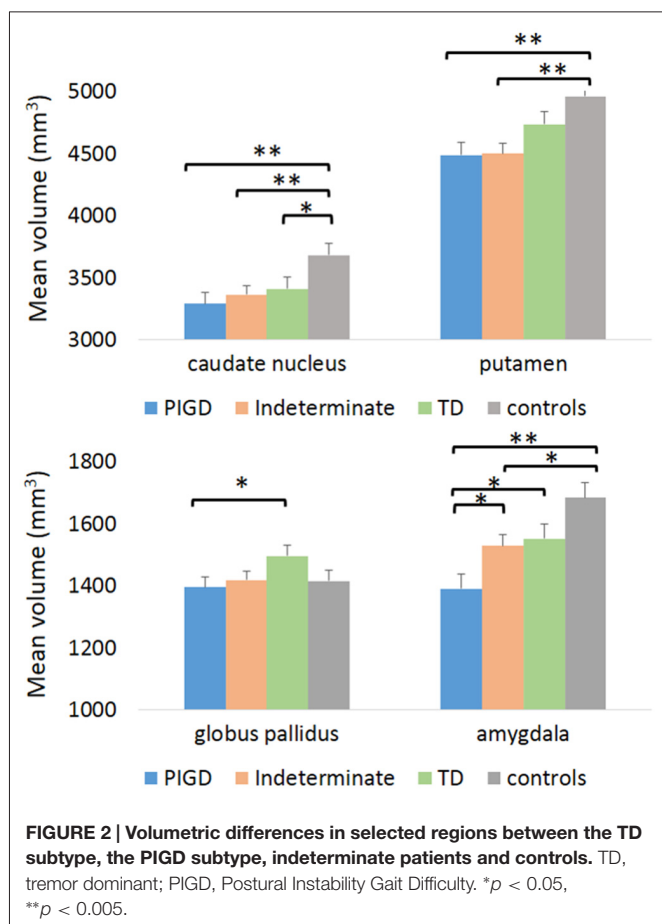 ** **
5000
4500
4000
3500
3000
Mean volume (mm³)
** ** *
caudate nucleus putamen
PIGD Indeterminate TD controls
1800
1600
1400
1200
1000
Mean volume (mm³)
* ** * * *
globus pallidus amygdala
PIGD Indeterminate TD controls
FIGURE 2 | Volumetric differences in selected regions between the TD
subtype, the PIGD subtype, indeterminate patients and controls. TD,
tremor dominant; PIGD, Postural Instability Gait Difficulty. *p < 0.05,
**p < 0.005.